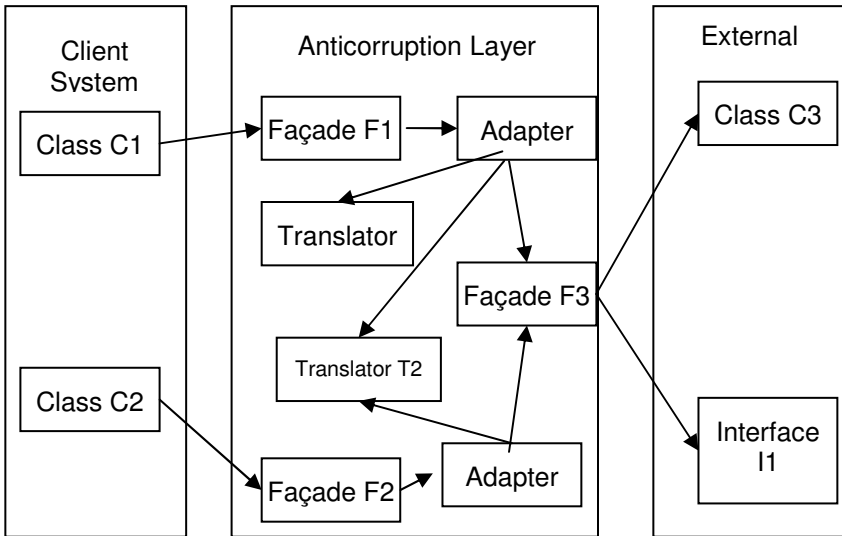 Client
System
Class C1
Class C2
Anticorruption Layer
Façade F1
Adapter
Translator
Façade F3
Translator T2
Façade F2
Adapter
External
Class C3
Interface
I1